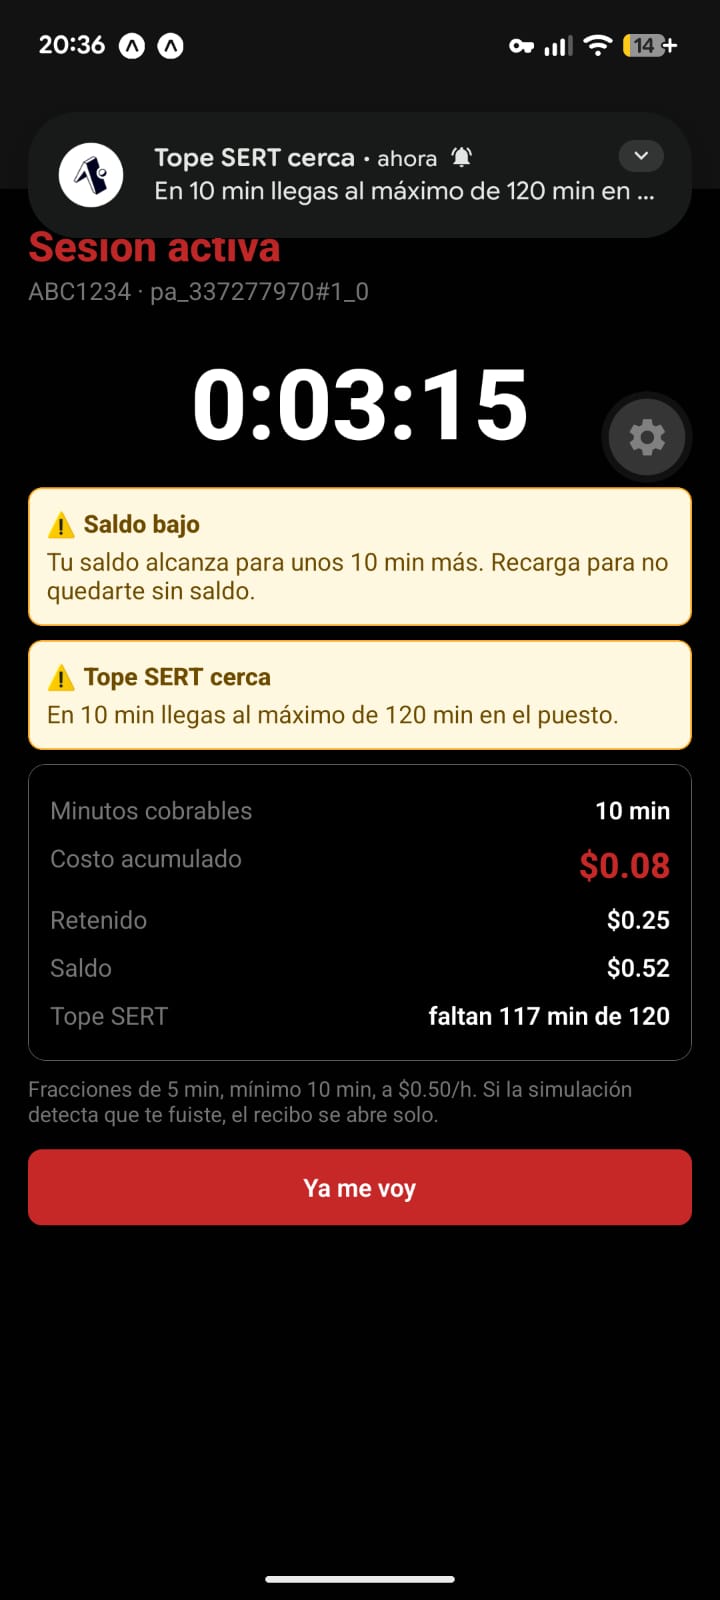 20:36
14
Tope SERT cerca • ahora
En 10 min llegas al máximo de 120 min en ...
Sesión activa
ABC1234 · pa_337277970#1_0
0:03:15
Saldo bajo
Tu saldo alcanza para unos 10 min más. Recarga para no
quedarte sin saldo.
Tope SERT cerca
En 10 min llegas al máximo de 120 min en el puesto.
Minutos cobrables 10 min
Costo acumulado $0.08
Retenido $0.25
Saldo $0.52
Tope SERT faltan 117 min de 120
Fracciones de 5 min, mínimo 10 min, a $0.50/h. Si la simulación
detecta que te fuiste, el recibo se abre solo.
Ya me voy